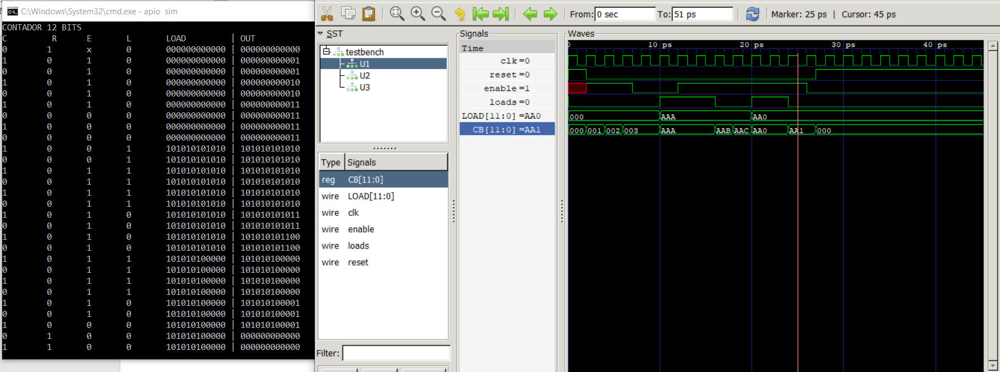 C:\Windows\System32\cmd.exe - apio sim
CONTADOR 12 BITS
C R E L LOAD | OUT
0 1 x 0 000000000000 | 000000000000
1 0 1 0 000000000000 | 000000000001
0 0 1 0 000000000000 | 000000000001
1 0 1 0 000000000000 | 000000000010
0 0 1 0 000000000000 | 000000000010
1 0 1 0 000000000000 | 000000000011
0 0 0 0 000000000000 | 000000000011
1 0 0 0 000000000000 | 000000000011
0 0 0 0 000000000000 | 000000000011
1 0 0 1 101010101010 | 101010101010
0 0 0 1 101010101010 | 101010101010
1 0 1 1 101010101010 | 101010101010
0 0 1 1 101010101010 | 101010101010
1 0 1 1 101010101010 | 101010101010
0 0 1 1 101010101010 | 101010101010
1 0 1 0 101010101010 | 101010101011
0 0 1 0 101010101010 | 101010101011
1 0 1 0 101010101010 | 101010101100
0 0 1 0 101010101010 | 101010101100
1 0 1 1 101010100000 | 101010100000
0 0 1 1 101010100000 | 101010100000
1 0 1 1 101010100000 | 101010100000
0 0 1 1 101010100000 | 101010100000
1 0 1 0 101010100000 | 101010100001
0 0 1 0 101010100000 | 101010100001
1 0 0 0 101010100000 | 101010100001
0 1 0 0 101010100000 | 000000000000
1 1 0 0 101010100000 | 000000000000
From: 0 sec To: 51 ps Marker: 25 ps | Cursor: 45 ps
SST
testbench
U1
U2
U3
Type Signals
reg CB[11:0]
wire LOAD[11:0]
wire clk
wire enable
wire loads
wire reset
Filter:
Signals
Time
clk=0
reset=0
enable=1
loads=0
LOAD[11:0]=AA0
CB[11:0]=AA1
Waves
0 10 ps 20 ps 30 ps 40 ps
000 AAA AA0
000 001 002 003 AAA AAB AAC AA0 AA1 000